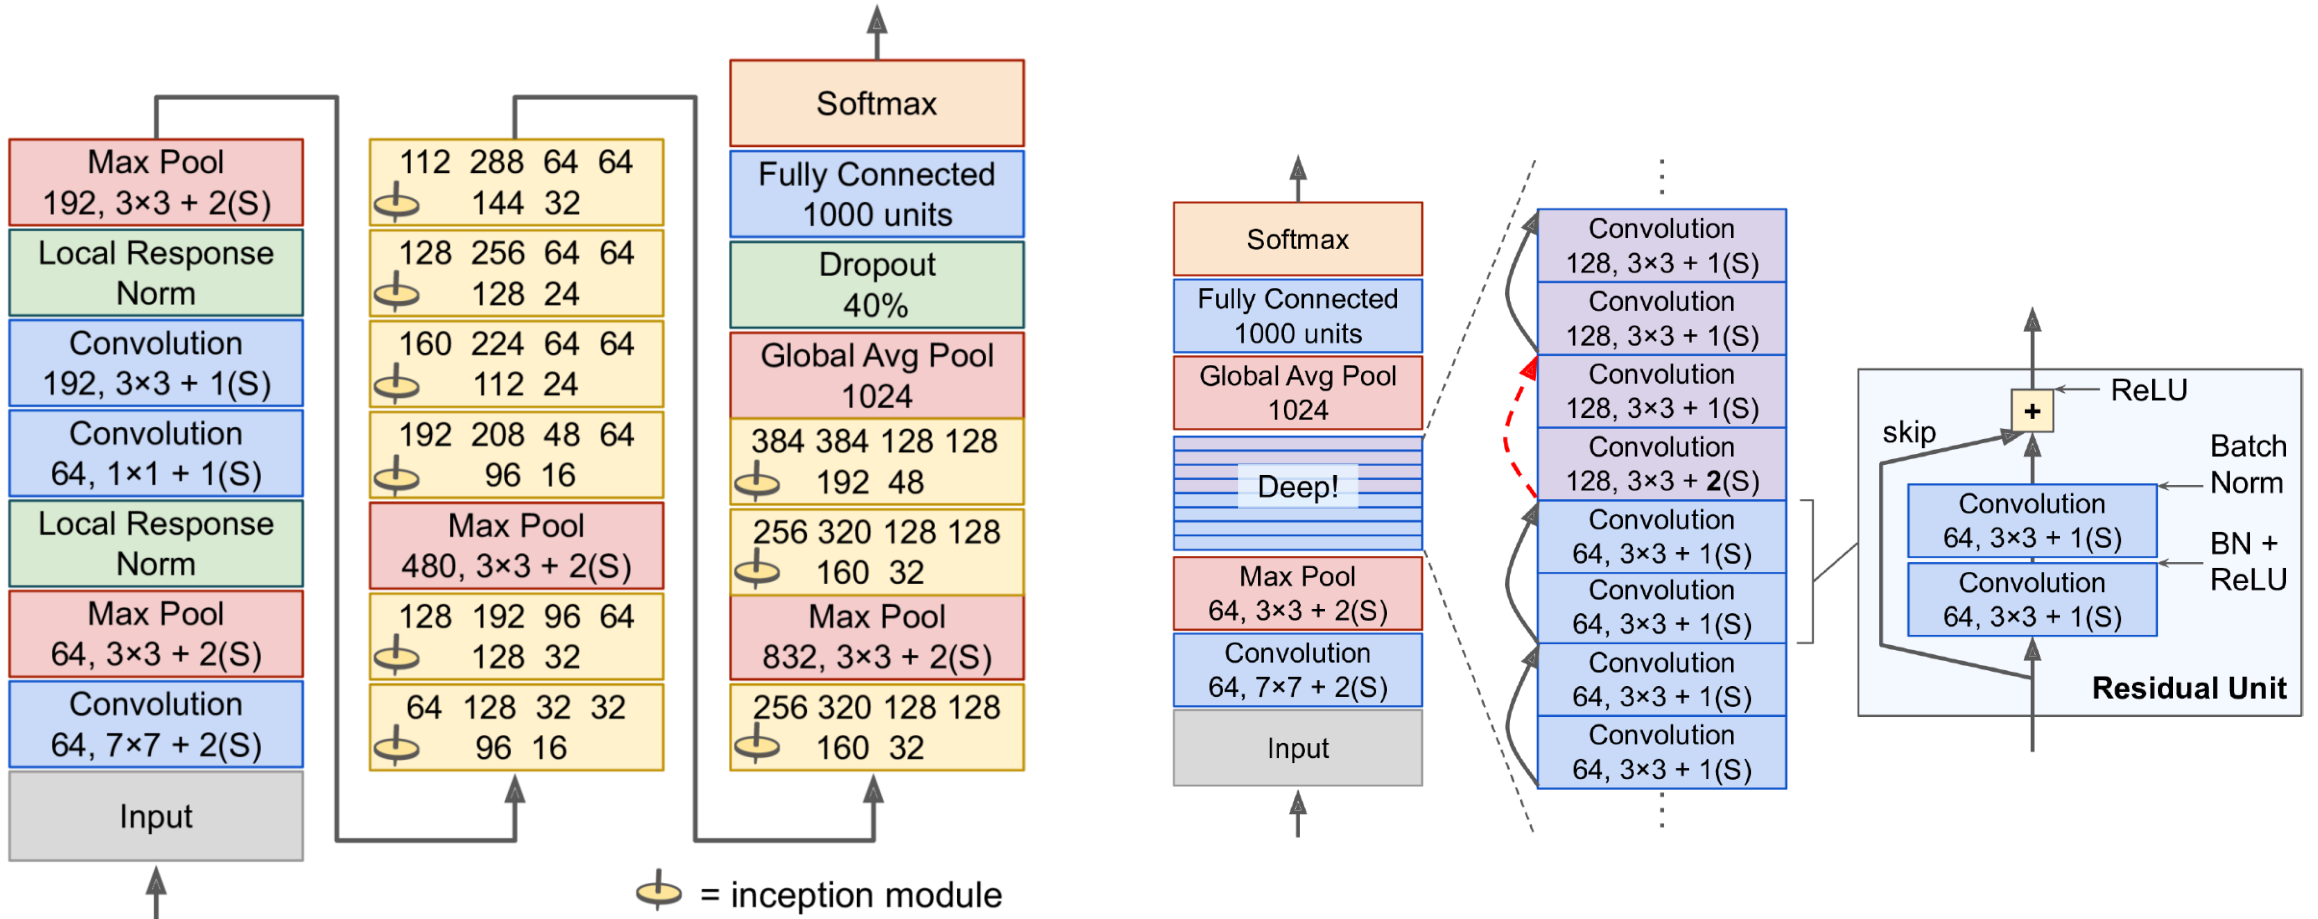 Max Pool
192, 3×3 + 2(S)
Local Response
Norm
Convolution
192, 3×3 + 1(S)
Convolution
64, 1×1 + 1(S)
Local Response
Norm
Max Pool
64, 3×3 + 2(S)
Convolution
64, 7×7 + 2(S)
Input
112 288 64 64
144 32
128 256 64 64
128 24
160 224 64 64
112 24
192 208 48 64
96 16
Max Pool
480, 3×3 + 2(S)
128 192 96 64
128 32
64 128 32 32
96 16
Softmax
Fully Connected
1000 units
Dropout
40%
Global Avg Pool
1024
384 384 128 128
192 48
256 320 128 128
160 32
Max Pool
832, 3×3 + 2(S)
256 320 128 128
160 32
= inception module
Softmax
Fully Connected
1000 units
Global Avg Pool
1024
Deep!
Max Pool
64, 3×3 + 2(S)
Convolution
64, 7×7 + 2(S)
Input
Convolution
128, 3×3 + 1(S)
Convolution
128, 3×3 + 1(S)
Convolution
128, 3×3 + 1(S)
Convolution
128, 3×3 + 2(S)
Convolution
64, 3×3 + 1(S)
Convolution
64, 3×3 + 1(S)
Convolution
64, 3×3 + 1(S)
Convolution
64, 3×3 + 1(S)
ReLU
+
skip
Batch
Norm
Convolution
64, 3×3 + 1(S)
BN +
ReLU
Convolution
64, 3×3 + 1(S)
Residual Unit